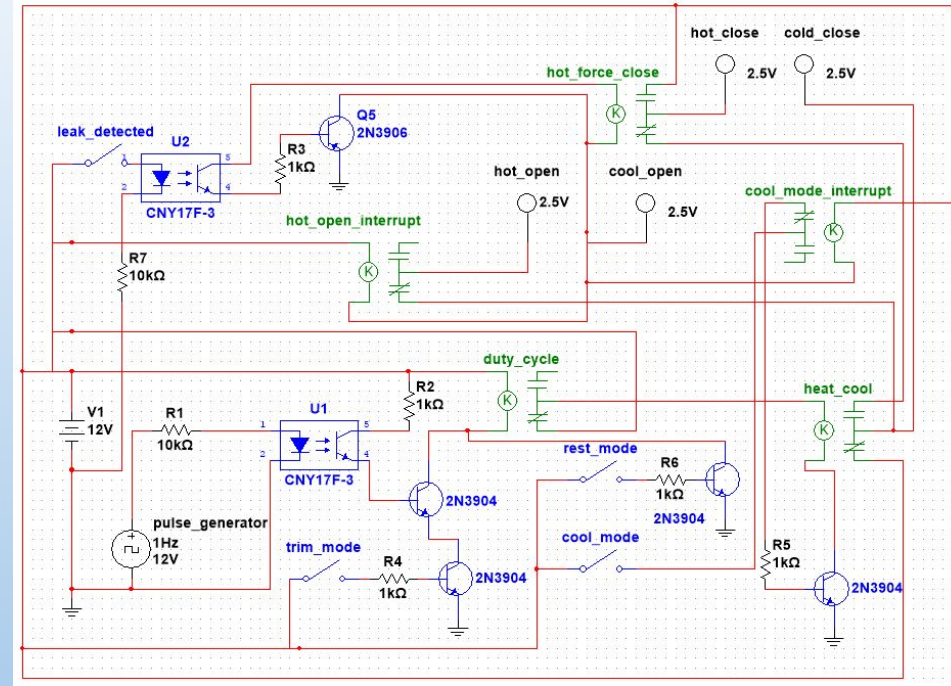 hot_close
cold_close
2.5V
2.5V
hot_force_close
K
Q5
2N3906
leak_detected
U2
R3
1kΩ
1
5
2
4
CNY17F-3
hot_open
2.5V
cool_open
2.5V
cool_mode_interrupt
K
hot_open_interrupt
K
R7
10kΩ
duty_cycle
K
R2
1kΩ
heat_cool
K
V1
12V
R1
10kΩ
U1
1
5
2
4
CNY17F-3
2N3904
rest_mode
R6
1kΩ
2N3904
pulse_generator
1Hz
12V
trim_mode
R4
1kΩ
2N3904
cool_mode
R5
1kΩ
2N3904